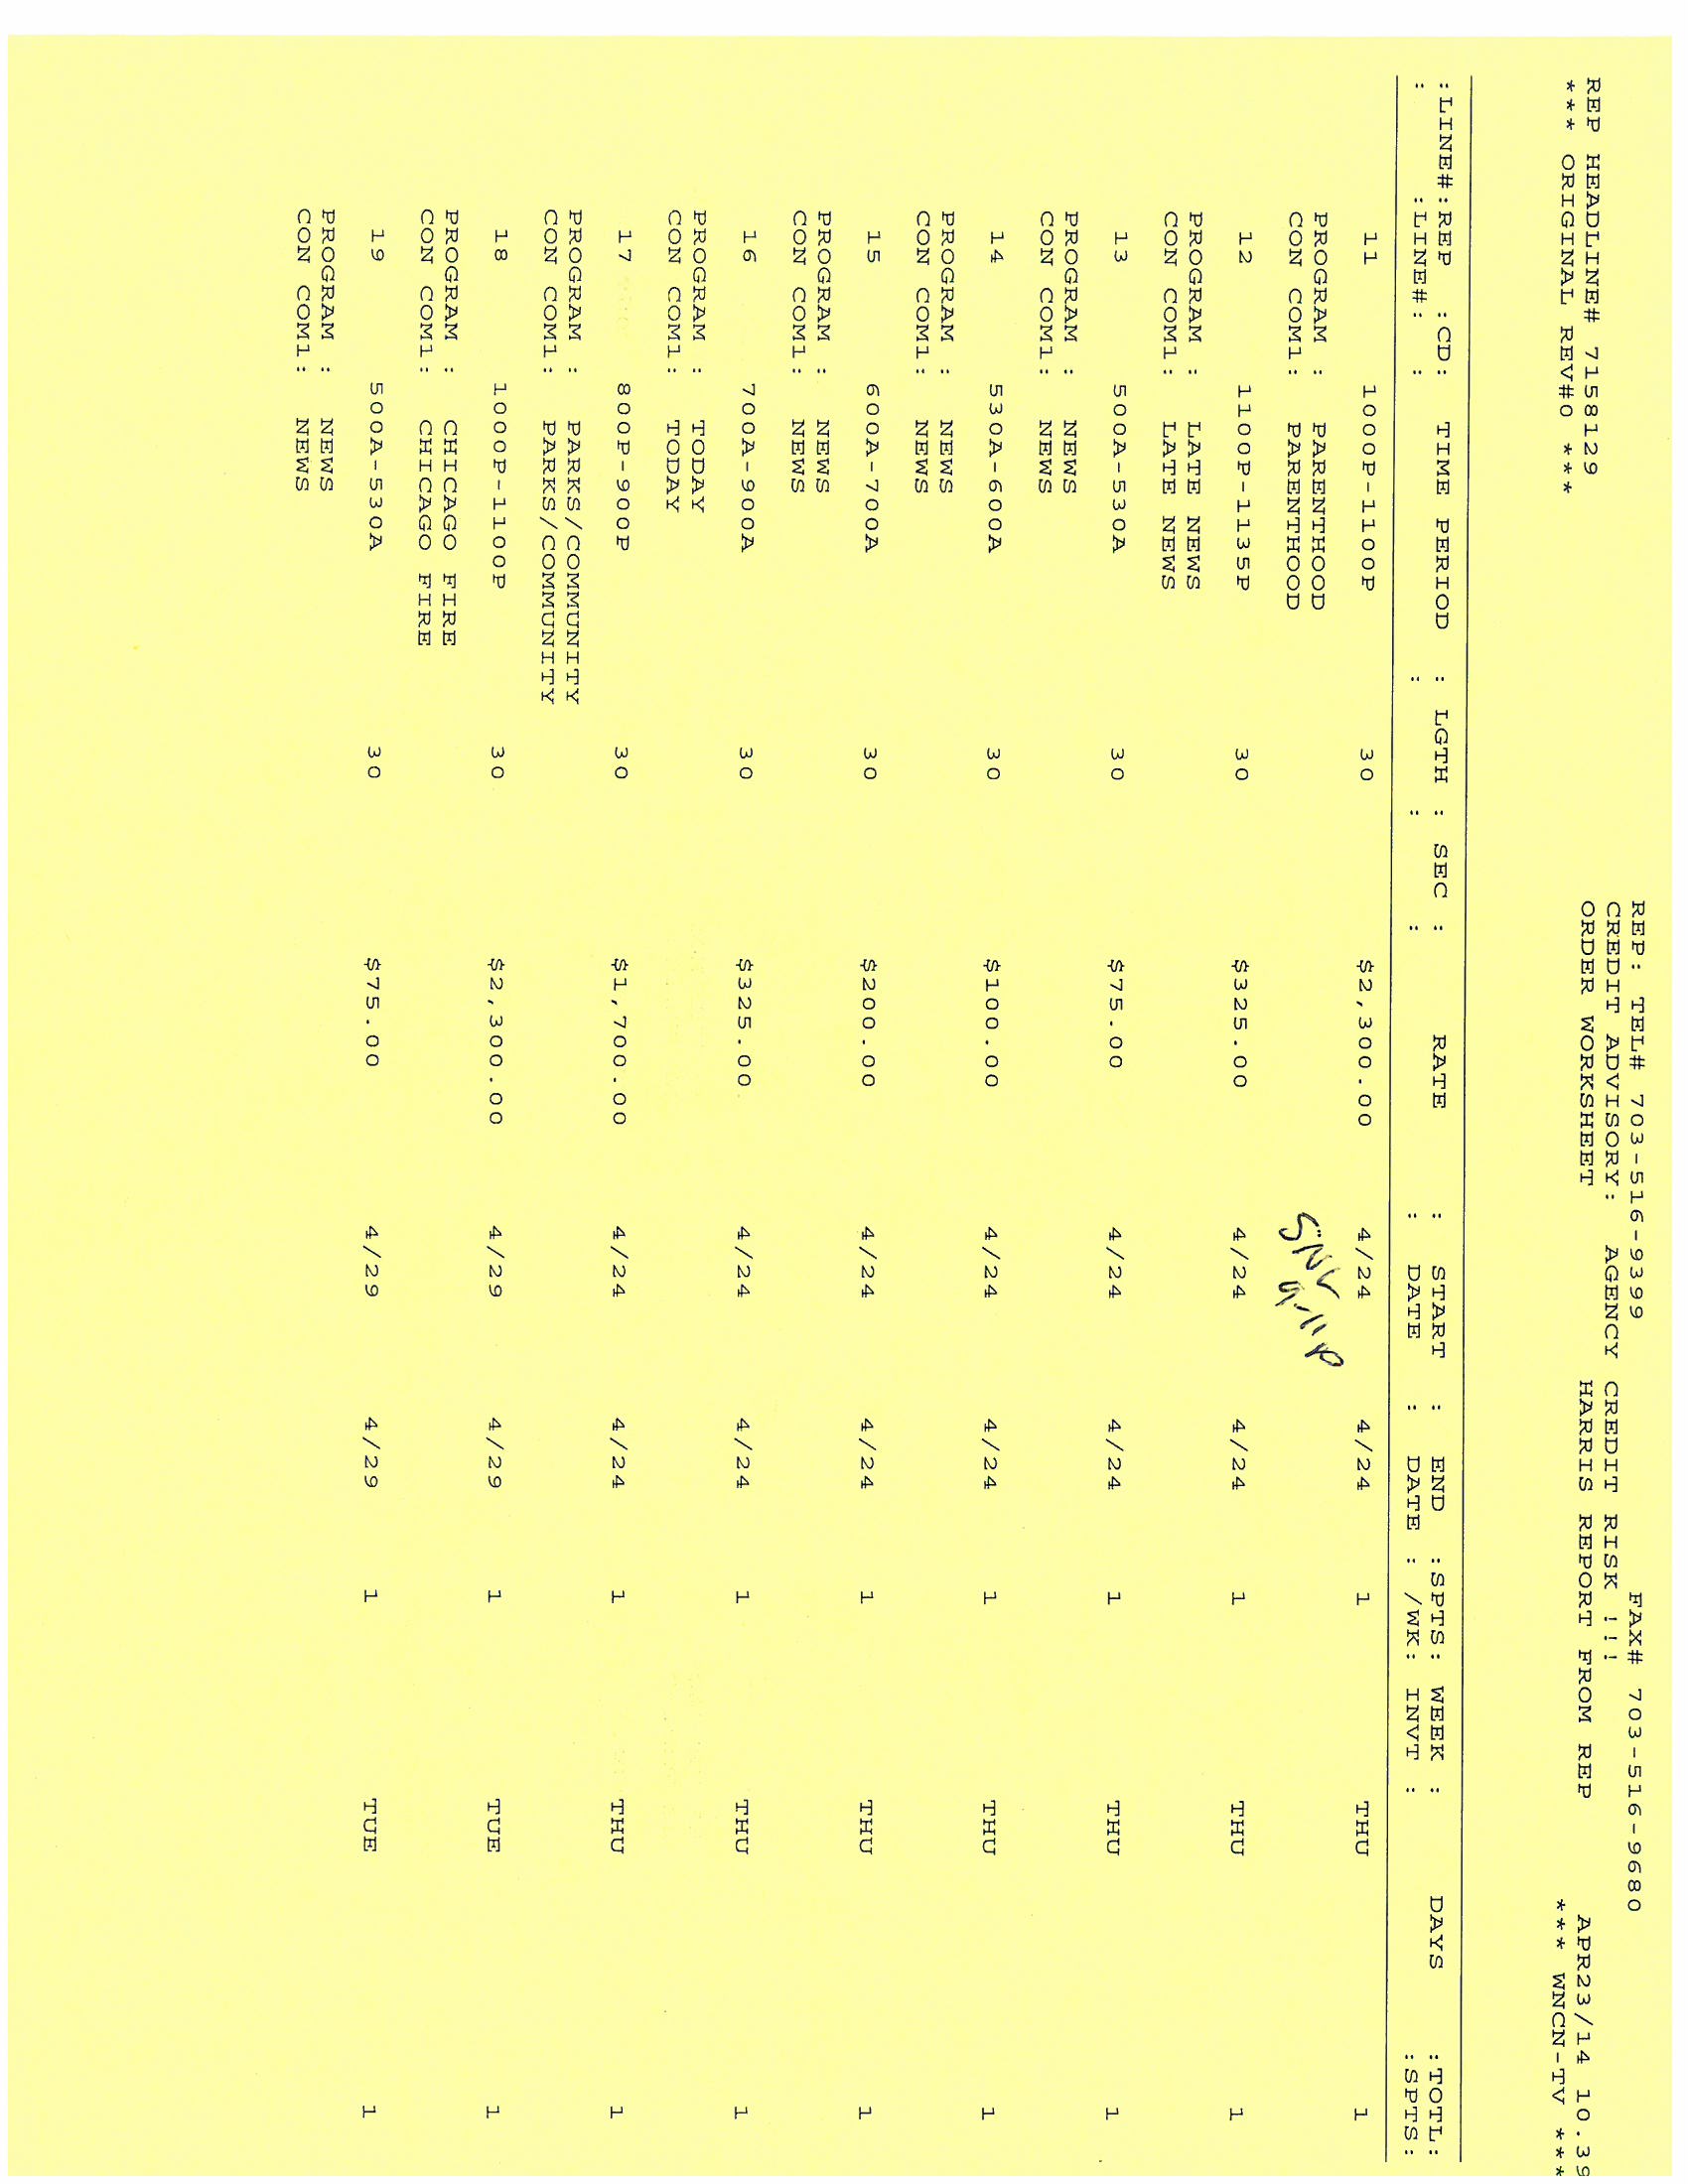 REP: TEL# 703-516-9399 FAX# 703-516-9680
CREDIT ADVISORY: AGENCY CREDIT RISK !!!
REP HEADLINE# 7158129 ORDER WORKSHEET HARRIS REPORT FROM REP APR23/14 10.39
*** ORIGINAL REV#0 *** *** WNCN-TV ***
:LINE#:REP :CD: TIME PERIOD : LGTH : SEC : RATE : START : END :SPTS: WEEK : DAYS :TOTL:
: :LINE#: : : : : : DATE : DATE : /WK: INVT : :SPTS:
11 1000P-1100P 30 $2,300.00 4/24 4/24 1 THU 1
PROGRAM : PARENTHOOD
CON COM1: PARENTHOOD
SNL 9-11p
12 1100P-1135P 30 $325.00 4/24 4/24 1 THU 1
PROGRAM : LATE NEWS
CON COM1: LATE NEWS
13 500A-530A 30 $75.00 4/24 4/24 1 THU 1
PROGRAM : NEWS
CON COM1: NEWS
14 530A-600A 30 $100.00 4/24 4/24 1 THU 1
PROGRAM : NEWS
CON COM1: NEWS
15 600A-700A 30 $200.00 4/24 4/24 1 THU 1
PROGRAM : NEWS
CON COM1: NEWS
16 700A-900A 30 $325.00 4/24 4/24 1 THU 1
PROGRAM : TODAY
CON COM1: TODAY
17 800P-900P 30 $1,700.00 4/24 4/24 1 THU 1
PROGRAM : PARKS/COMMUNITY
CON COM1: PARKS/COMMUNITY
18 1000P-1100P 30 $2,300.00 4/29 4/29 1 TUE 1
PROGRAM : CHICAGO FIRE
CON COM1: CHICAGO FIRE
19 500A-530A 30 $75.00 4/29 4/29 1 TUE 1
PROGRAM : NEWS
CON COM1: NEWS